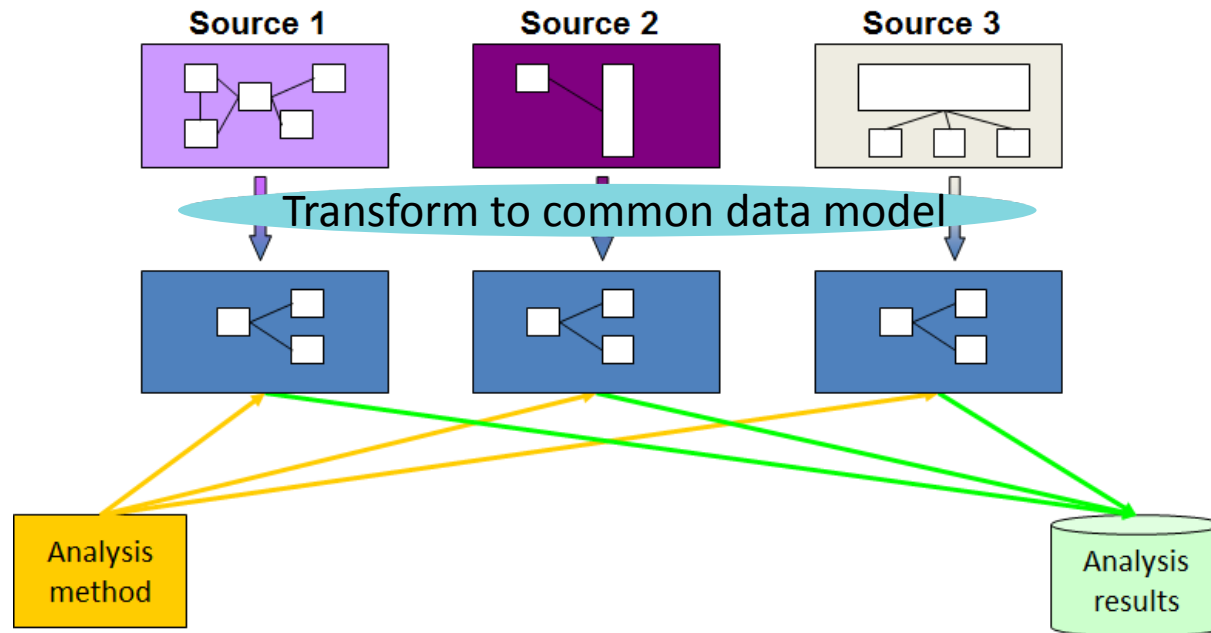 Source 1
Source 2
Source 3
Transform to common data model
Analysis
method
Analysis
results